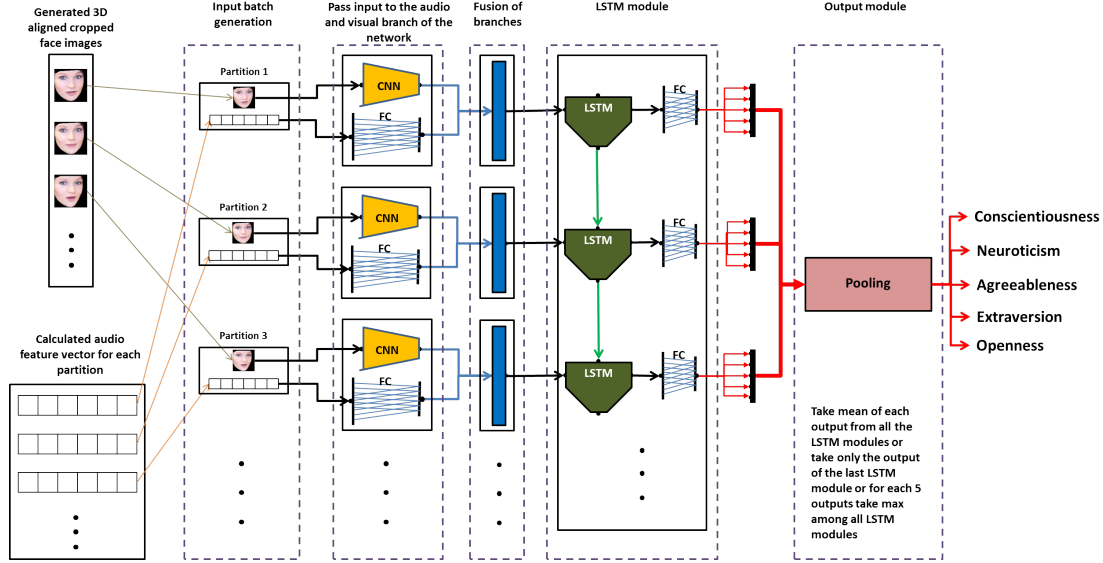 Generated 3D
aligned cropped
face images
Input batch
generation
Pass input to the audio
and visual branch of the
network
Fusion of
branches
LSTM module
Output module
Partition 1
CNN
FC
LSTM
FC
Partition 2
CNN
FC
LSTM
FC
Partition 3
CNN
FC
LSTM
FC
Calculated audio
feature vector for each
partition
Pooling
Conscientiousness
Neuroticism
Agreeableness
Extraversion
Openness
Take mean of each
output from all the
LSTM modules or
take only the output
of the last LSTM
module or for each 5
outputs take max
among all LSTM
modules